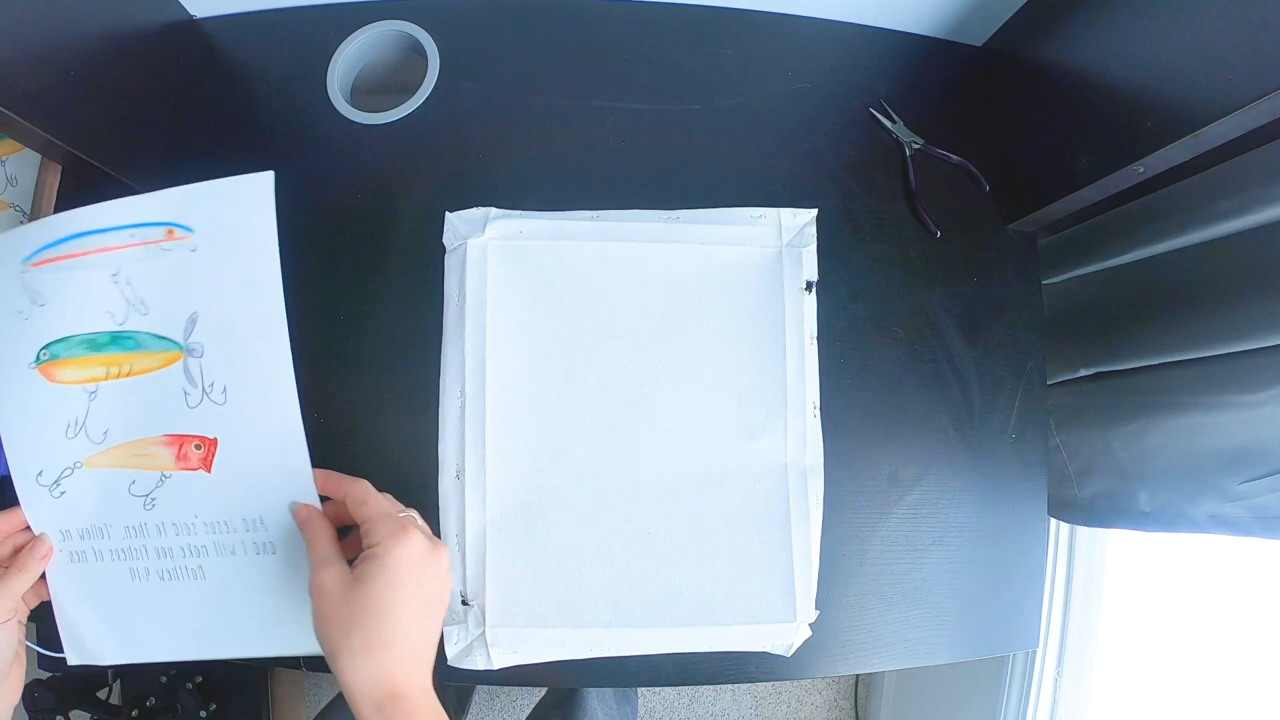 And Jesus said to them, "Follow me
and I will make you fishers of men."
Matthew 4:19